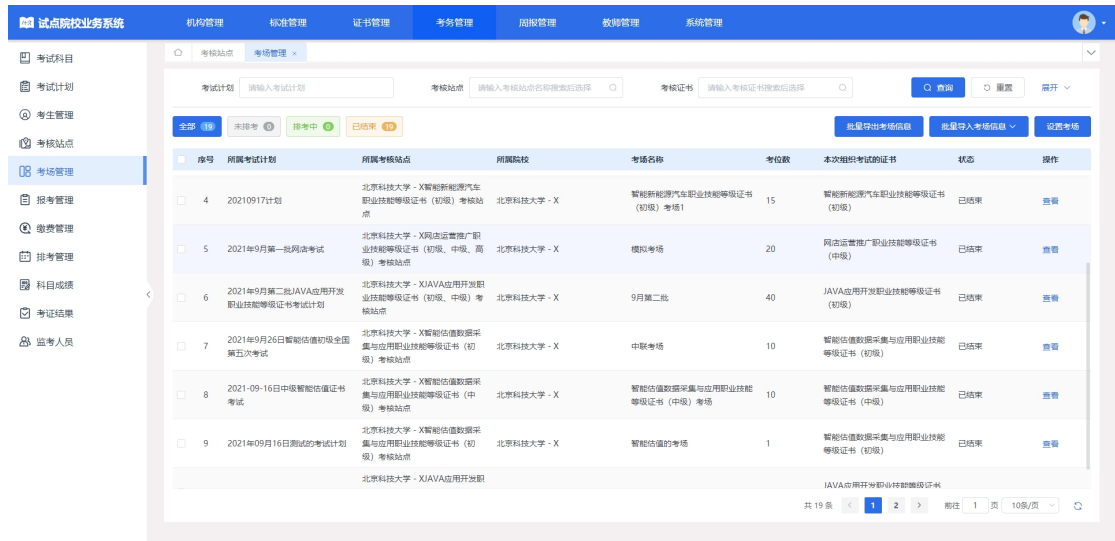 试点院校业务系统
机构管理 标准管理 证书管理 考务管理 周报管理 教师管理 系统管理
考试科目
考试计划
考生管理
考核站点
考场管理
报考管理
缴费管理
排考管理
科目成绩
考证结果
监考人员
考核站点 考场管理 ×
考试计划 请输入考试计划 考核站点 请输入考核站点名称搜索后选择 考核证书 请输入考核证书搜索后选择 查询 重置 展开
全部 19 未排考 0 排考中 0 已结束 19 批量导出考场信息 批量导入考场信息 设置考场
序号 所属考试计划 所属考核站点 所属院校 考场名称 考位数 本次组织考试的证书 状态 操作
4 20210917计划 北京科技大学 - X智能新能源汽车
职业技能等级证书（初级）考核站
点
北京科技大学 - X
智能新能源汽车职业技能等级证书
（初级）考场1
15
智能新能源汽车职业技能等级证书
（初级）
已结束 查看
5 2021年9月第一批网店考试 北京科技大学 - X网店运营推广职
业技能等级证书（初级、中级、高
级）考核站点
北京科技大学 - X 模拟考场 20
网店运营推广职业技能等级证书
（中级）
已结束 查看
6 2021年9月第二批JAVA应用开发
职业技能等级证书考试计划
北京科技大学 - XJAVA应用开发职
业技能等级证书（初级、中级）考
核站点
北京科技大学 - X 9月第二批 40
JAVA应用开发职业技能等级证书
（初级）
已结束 查看
7 2021年9月26日智能估值初级全国
第五次考试
北京科技大学 - X智能估值数据采
集与应用职业技能等级证书（初
级）考核站点
北京科技大学 - X 中联考场 10
智能估值数据采集与应用职业技能
等级证书（初级）
已结束 查看
8 2021-09-16日中级智能估值证书
考试
北京科技大学 - X智能估值数据采
集与应用职业技能等级证书（中
级）考核站点
北京科技大学 - X
智能估值数据采集与应用职业技能
等级证书（中级）考场
10
智能估值数据采集与应用职业技能
等级证书（中级）
已结束 查看
9 2021年09月16日测试的考试计划 北京科技大学 - X智能估值数据采
集与应用职业技能等级证书（初
级）考核站点
北京科技大学 - X 智能估值的考场 1
智能估值数据采集与应用职业技能
等级证书（初级）
已结束 查看
北京科技大学 - XJAVA应用开发职
JAVA应用开发职业技能等级证书
共 19 条 < 1 2 > 前往 1 页 10条/页